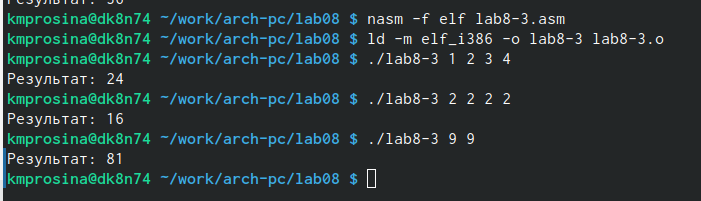 Результат: 30
kmprosina@dk8n74 ~/work/arch-pc/lab08 $ nasm -f elf lab8-3.asm
kmprosina@dk8n74 ~/work/arch-pc/lab08 $ ld -m elf_i386 -o lab8-3 lab8-3.o
kmprosina@dk8n74 ~/work/arch-pc/lab08 $ ./lab8-3 1 2 3 4
Результат: 24
kmprosina@dk8n74 ~/work/arch-pc/lab08 $ ./lab8-3 2 2 2 2
Результат: 16
kmprosina@dk8n74 ~/work/arch-pc/lab08 $ ./lab8-3 9 9
Результат: 81
kmprosina@dk8n74 ~/work/arch-pc/lab08 $